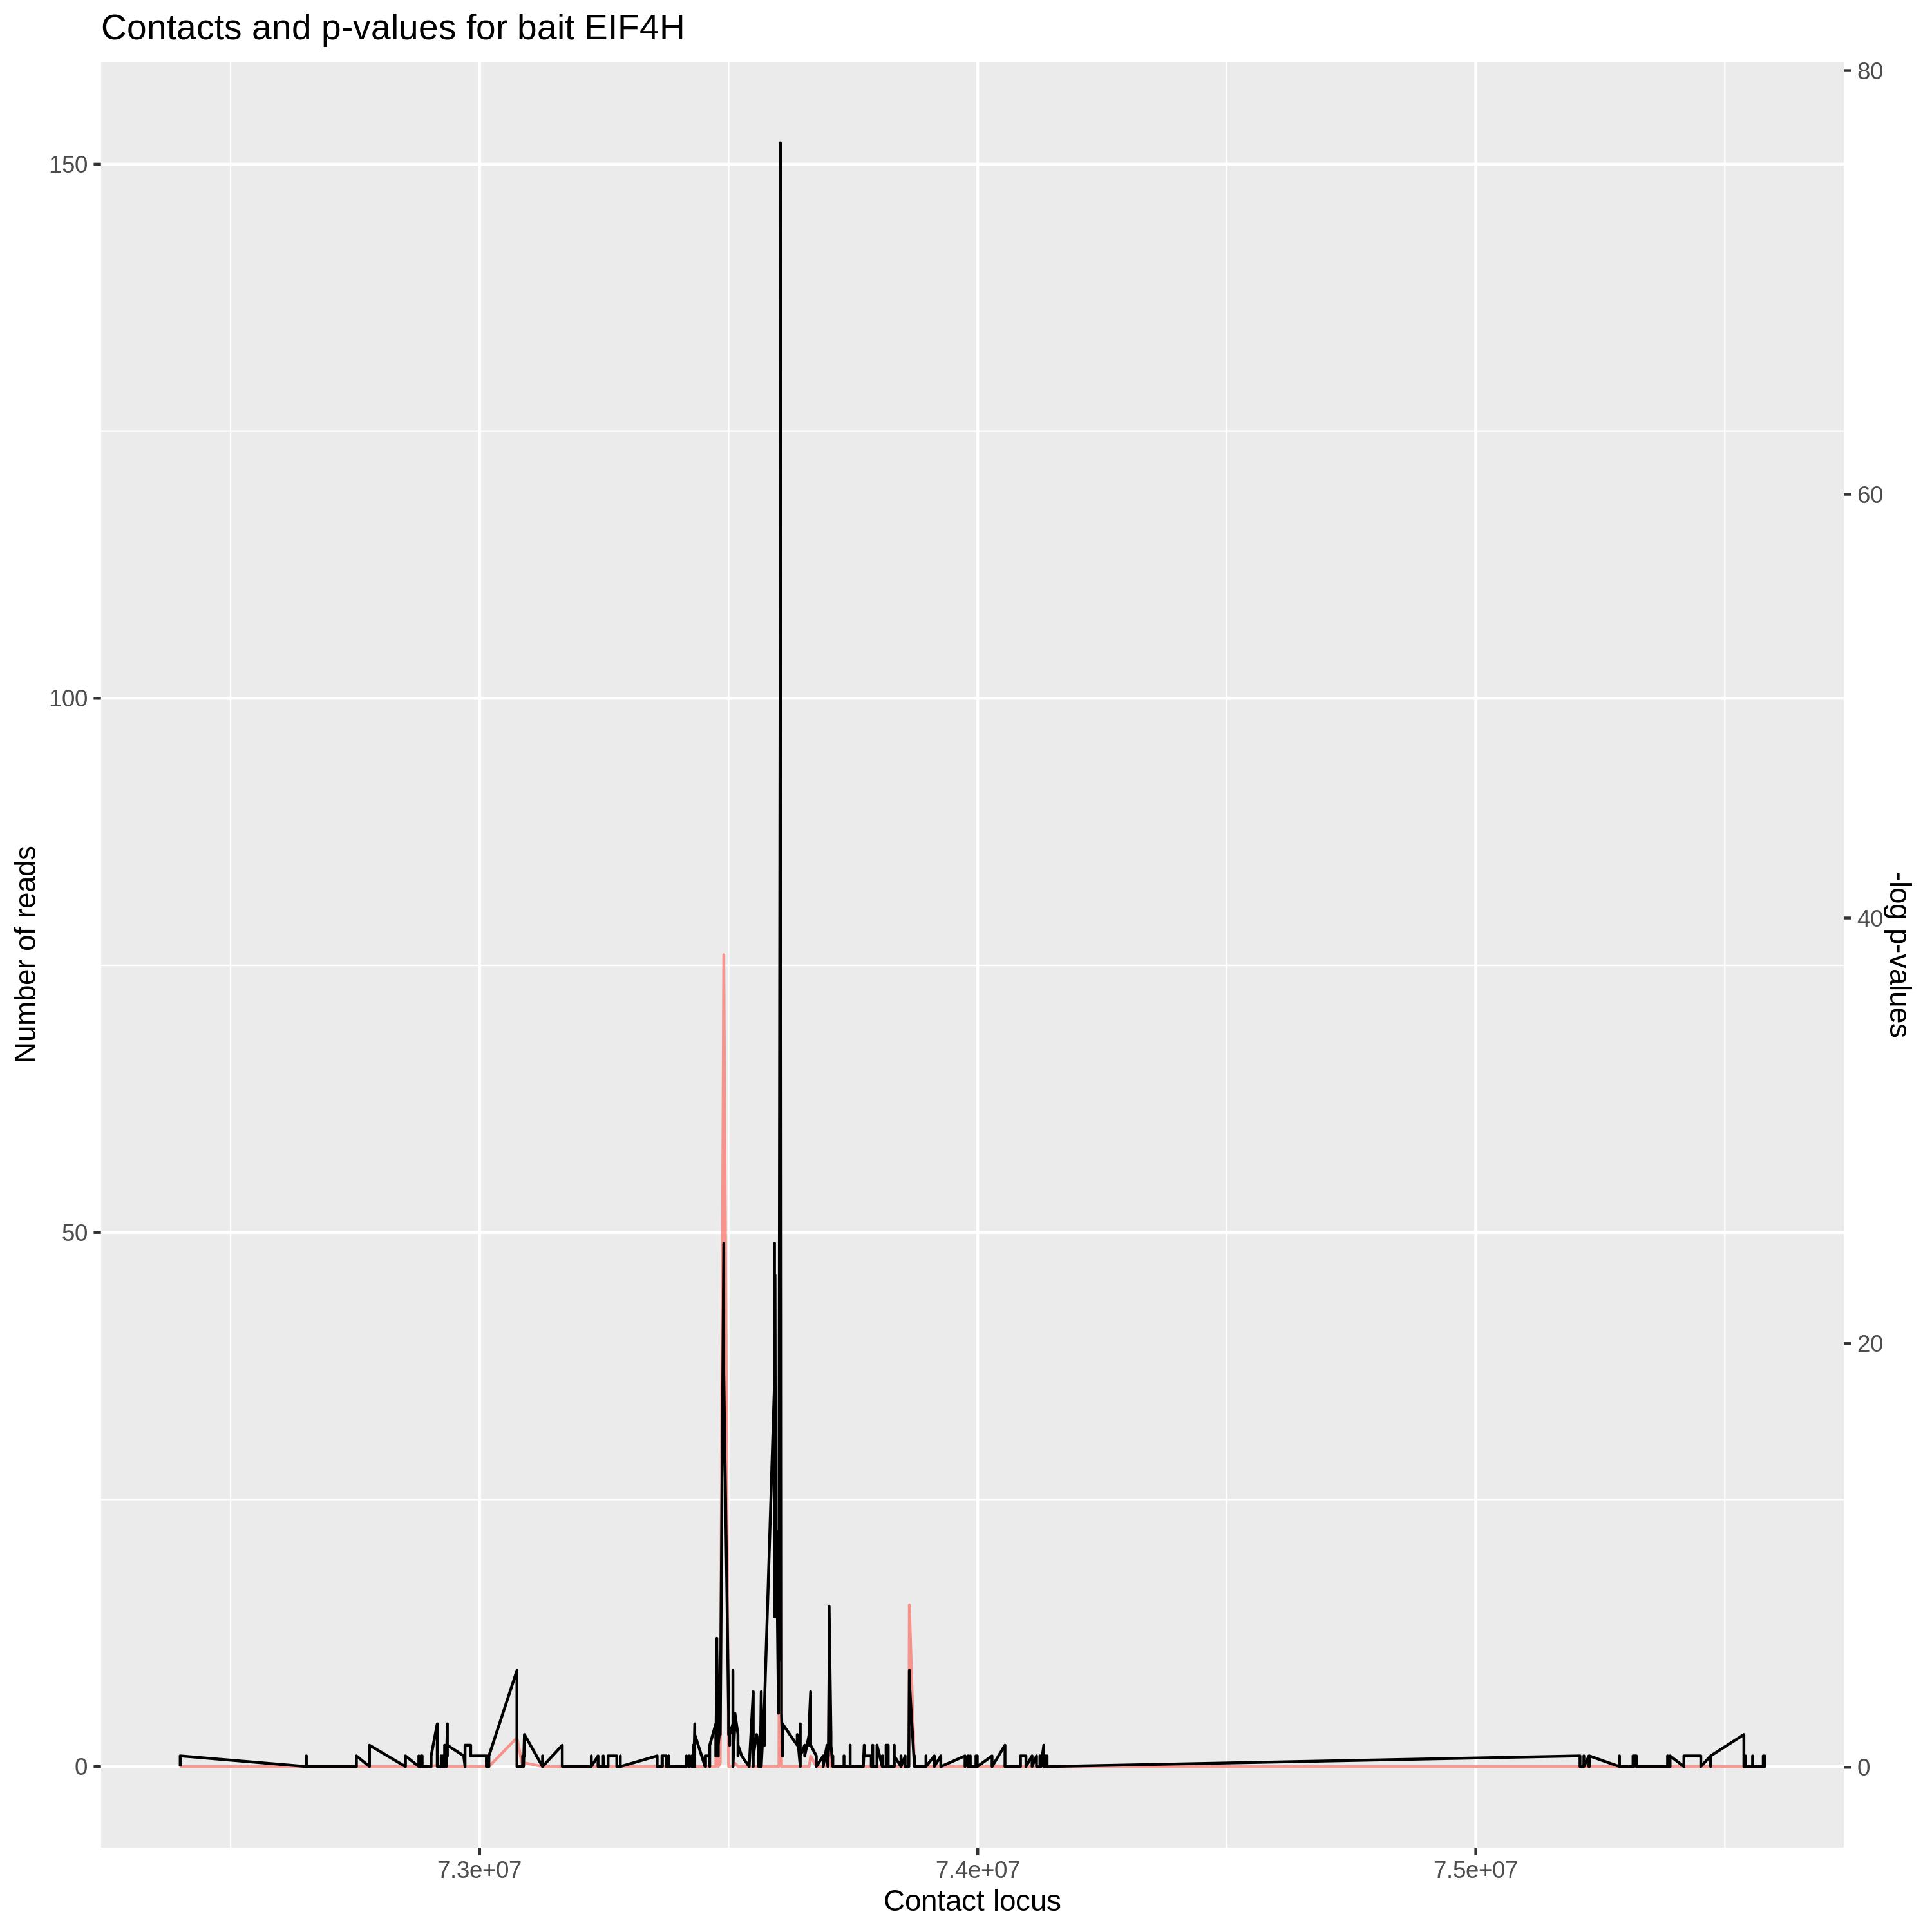 Contacts and p-values for bait EIF4H
150
100
50
0
Number of reads
80
60
40
20
0
-log p-values
7.3e+07
7.4e+07
7.5e+07
Contact locus